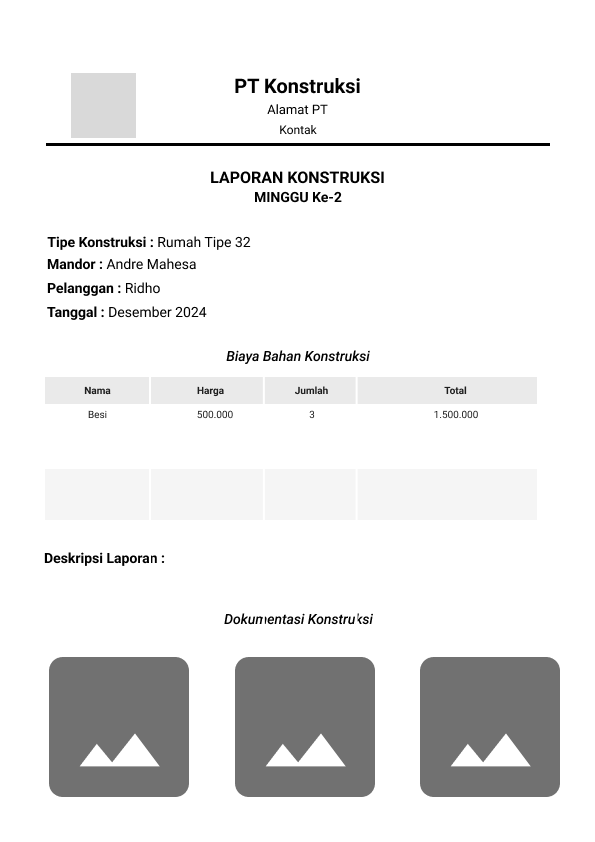 PT Konstruksi
Alamat PT
Kontak
LAPORAN KONSTRUKSI
MINGGU Ke-2
Tipe Konstruksi : Rumah Tipe 32
Mandor : Andre Mahesa
Pelanggan : Ridho
Tanggal : Desember 2024
Biaya Bahan Konstruksi
Nama Harga Jumlah Total
Besi 500.000 3 1.500.000
Deskripsi Laporan :
Dokumentasi Konstruksi